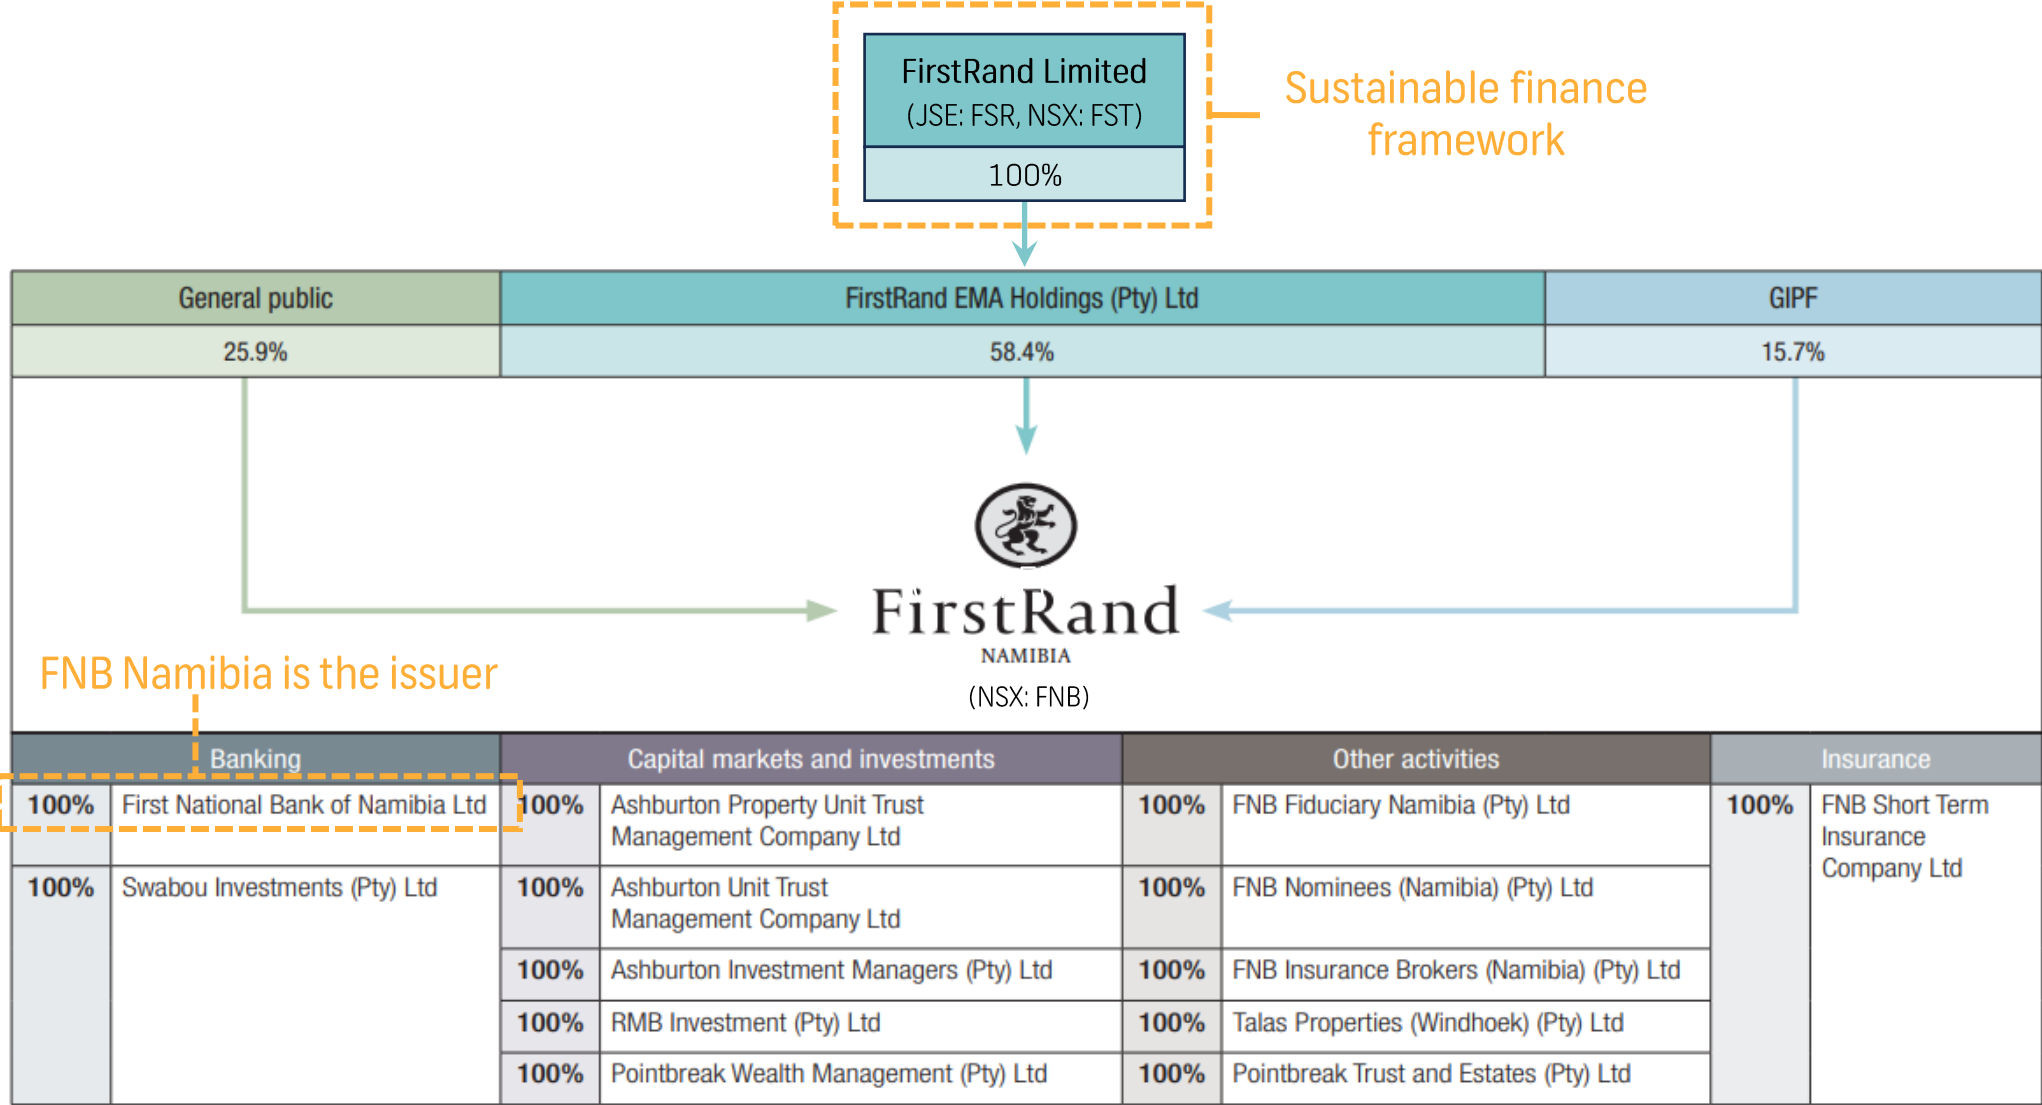 FirstRand Limited
(JSE: FSR, NSX: FST)
100%
Sustainable finance
framework
General public
FirstRand EMA Holdings (Pty) Ltd
GIPF
25.9%
58.4%
15.7%
FirstRand
NAMIBIA
(NSX: FNB)
FNB Namibia is the issuer
Banking
100% First National Bank of Namibia Ltd
100% Swabou Investments (Pty) Ltd
Capital markets and investments
100% Ashburton Property Unit Trust
Management Company Ltd
100% Ashburton Unit Trust
Management Company Ltd
100% Ashburton Investment Managers (Pty) Ltd
100% RMB Investment (Pty) Ltd
100% Pointbreak Wealth Management (Pty) Ltd
Other activities
100% FNB Fiduciary Namibia (Pty) Ltd
100% FNB Nominees (Namibia) (Pty) Ltd
100% FNB Insurance Brokers (Namibia) (Pty) Ltd
100% Talas Properties (Windhoek) (Pty) Ltd
100% Pointbreak Trust and Estates (Pty) Ltd
Insurance
100% FNB Short Term
Insurance
Company Ltd